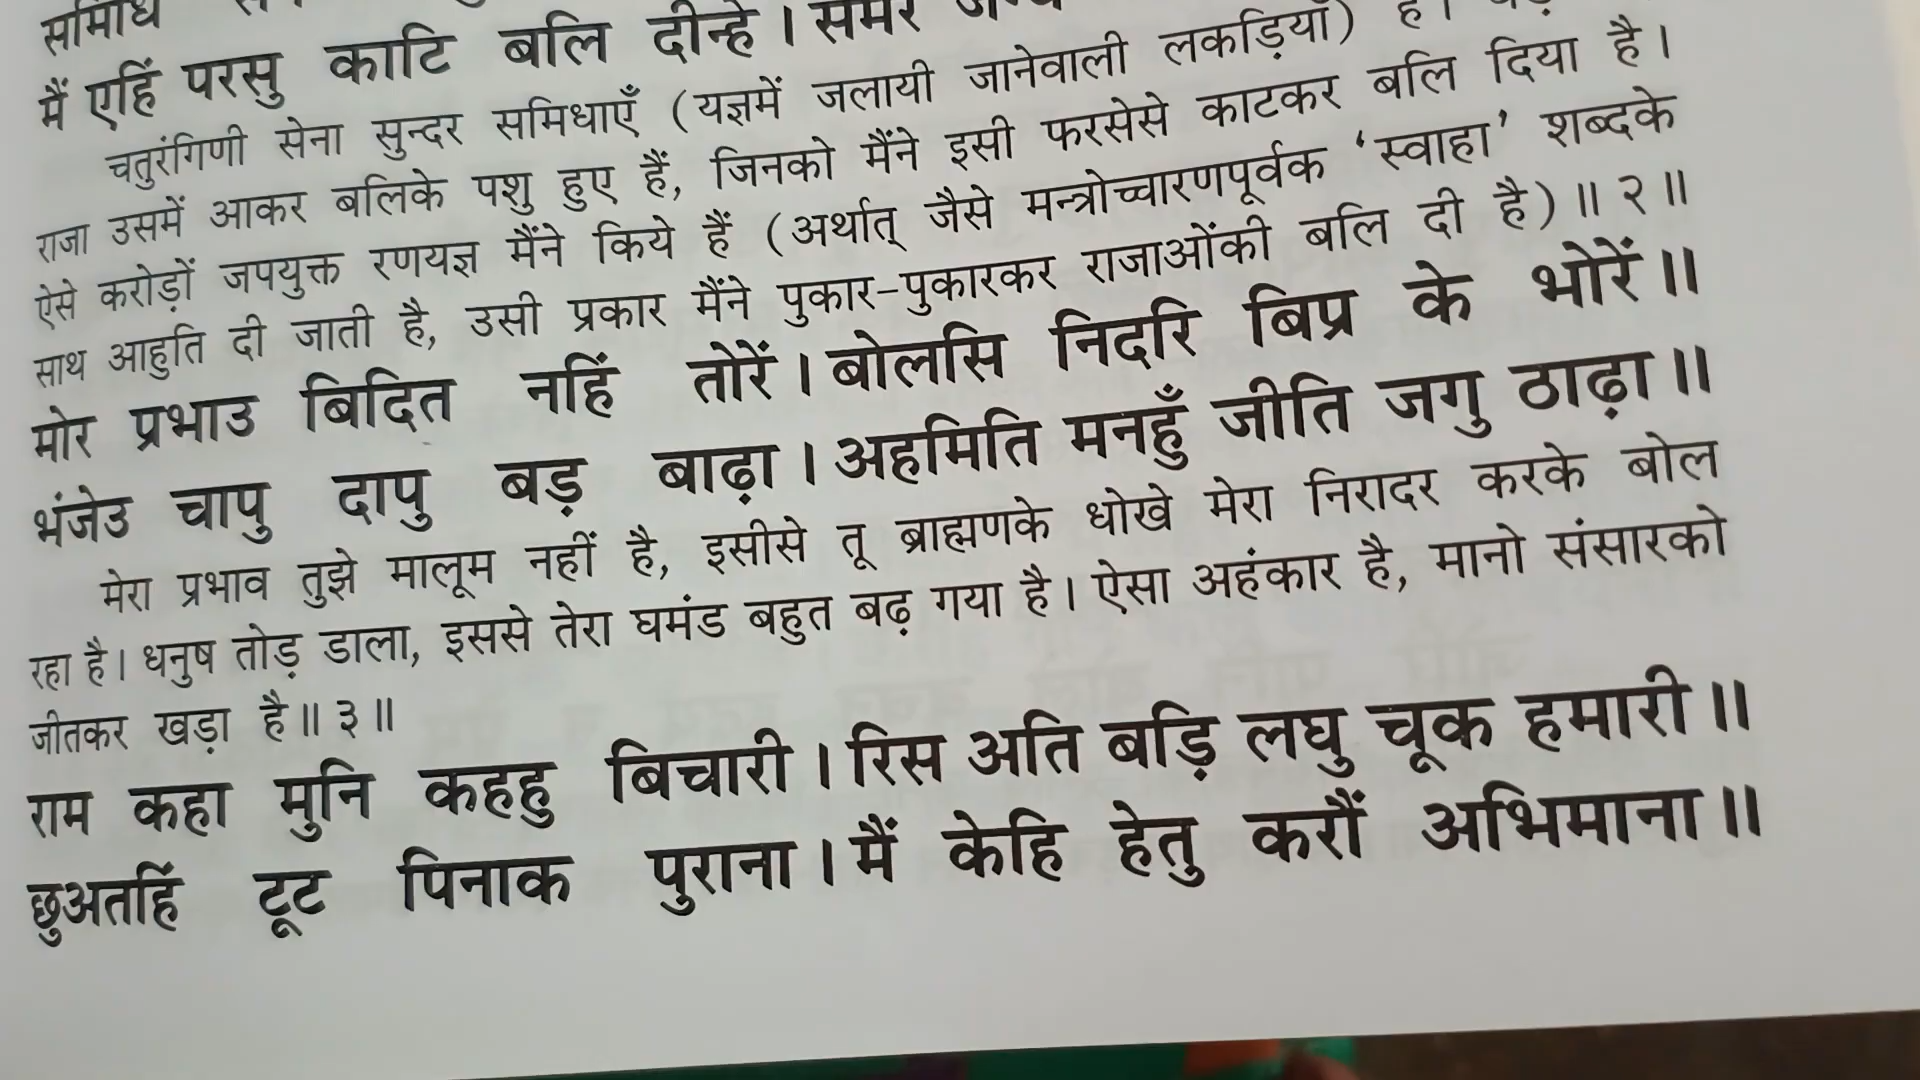 समिधि
मैं एहिं परसु काटि बलि दीन्हे । समर
चतुरंगिणी सेना सुन्दर समिधाएँ (यज्ञमें जलायी जानेवाली लकड़ियाँ) हैं।
राजा उसमें आकर बलिके पशु हुए हैं, जिनको मैंने इसी फरसेसे काटकर बलि दिया है।
ऐसे करोड़ों जपयुक्त रणयज्ञ मैंने किये हैं (अर्थात् जैसे मन्त्रोच्चारणपूर्वक ‘स्वाहा’ शब्दके
साथ आहुति दी जाती है, उसी प्रकार मैंने पुकार-पुकारकर राजाओंकी बलि दी है) ॥ २ ॥
मोर प्रभाउ बिदित नहिं तोरें । बोलसि निदरि बिप्र के भोरें ॥
भंजेउ चापु दापु बड़ बाढ़ा । अहमिति मनहुँ जीति जगु ठाढ़ा ॥
मेरा प्रभाव तुझे मालूम नहीं है, इसीसे तू ब्राह्मणके धोखे मेरा निरादर करके बोल
रहा है। धनुष तोड़ डाला, इससे तेरा घमंड बहुत बढ़ गया है। ऐसा अहंकार है, मानो संसारको
जीतकर खड़ा है ॥ ३ ॥
राम कहा मुनि कहहु बिचारी । रिस अति बड़ि लघु चूक हमारी ॥
छुअतहिं टूट पिनाक पुराना । मैं केहि हेतु करौं अभिमाना ॥